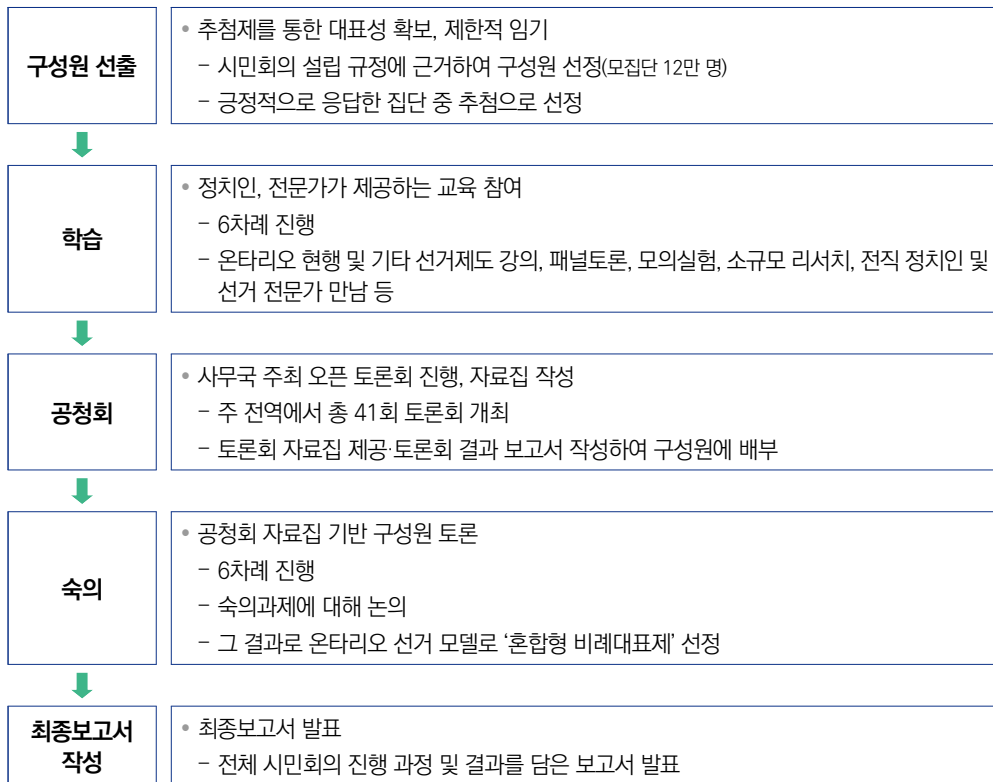 구성원 선출
• 추첨제를 통한 대표성 확보, 제한적 임기
– 시민회의 설립 규정에 근거하여 구성원 선정(모집단 12만 명)
– 긍정적으로 응답한 집단 중 추첨으로 선정
학습
• 정치인, 전문가가 제공하는 교육 참여
– 6차례 진행
– 온타리오 현행 및 기타 선거제도 강의, 패널토론, 모의실험, 소규모 리서치, 전직 정치인 및
선거 전문가 만남 등
공청회
• 사무국 주최 오픈 토론회 진행, 자료집 작성
– 주 전역에서 총 41회 토론회 개최
– 토론회 자료집 제공·토론회 결과 보고서 작성하여 구성원에 배부
숙의
• 공청회 자료집 기반 구성원 토론
– 6차례 진행
– 숙의과제에 대해 논의
– 그 결과로 온타리오 선거 모델로 ‘혼합형 비례대표제’ 선정
최종보고서
작성
• 최종보고서 발표
– 전체 시민회의 진행 과정 및 결과를 담은 보고서 발표